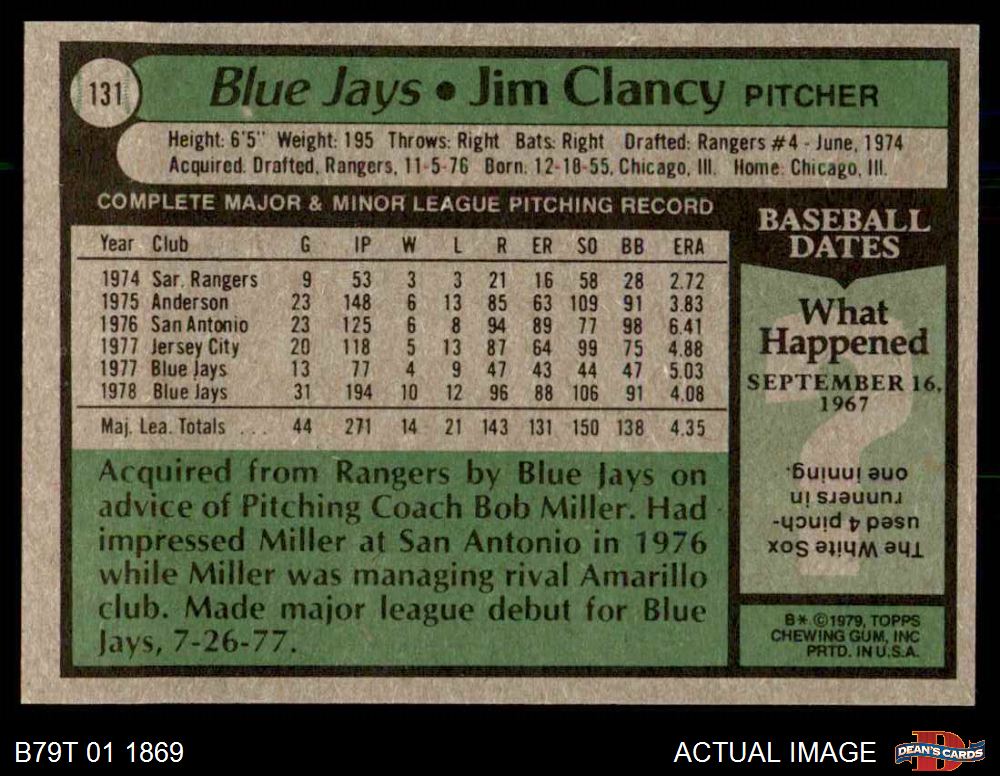 131
Blue Jays • Jim Clancy PITCHER
Height: 6'5" Weight: 195 Throws: Right Bats: Right Drafted: Rangers #4 - June, 1974
Acquired. Drafted, Rangers, 11-5-76 Born: 12-18-55, Chicago, Ill. Home: Chicago, Ill.
COMPLETE MAJOR & MINOR LEAGUE PITCHING RECORD
Year Club G IP W L R ER SO BB ERA
1974 Sar. Rangers 9 53 3 3 21 16 58 28 2.72
1975 Anderson 23 148 6 13 85 63 109 91 3.83
1976 San Antonio 23 125 6 8 94 89 77 98 6.41
1977 Jersey City 20 118 5 13 87 64 99 75 4.88
1977 Blue Jays 13 77 4 9 47 43 44 47 5.03
1978 Blue Jays 31 194 10 12 96 88 106 91 4.08
Maj. Lea. Totals ... 44 271 14 21 143 131 150 138 4.35
Acquired from Rangers by Blue Jays on
advice of Pitching Coach Bob Miller. Had
impressed Miller at San Antonio in 1976
while Miller was managing rival Amarillo
club. Made major league debut for Blue
Jays, 7-26-77.
BASEBALL
DATES
What
Happened
SEPTEMBER 16,
1967
?
The White Sox
used 4 pinch-
runners in
one inning.
B* ©1979, TOPPS
CHEWING GUM, INC
PRTD. IN U.S.A.
B79T 01 1869
ACTUAL IMAGE
D
DEAN'S CARDS